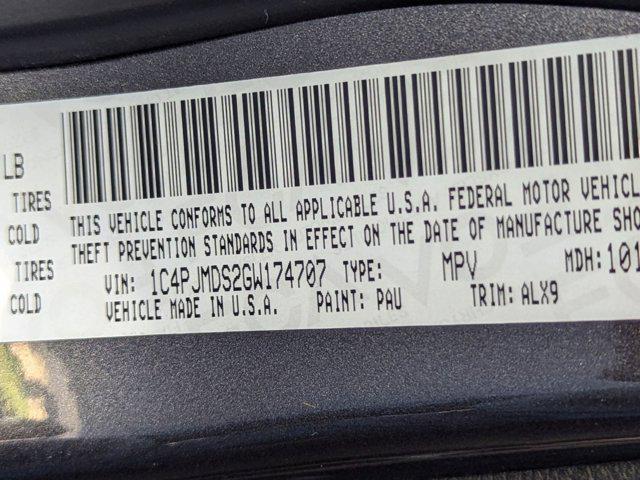 LB
TIRES
COLD
TIRES
COLD
THIS VEHICLE CONFORMS TO ALL APPLICABLE U.S.A. FEDERAL MOTOR VEHICL
THEFT PREVENTION STANDARDS IN EFFECT ON THE DATE OF MANUFACTURE SHO
VIN: 1C4PJMDS2GW174707 TYPE: MPV MDH: 101
VEHICLE MADE IN U.S.A. PAINT: PAU TRIM: ALX9